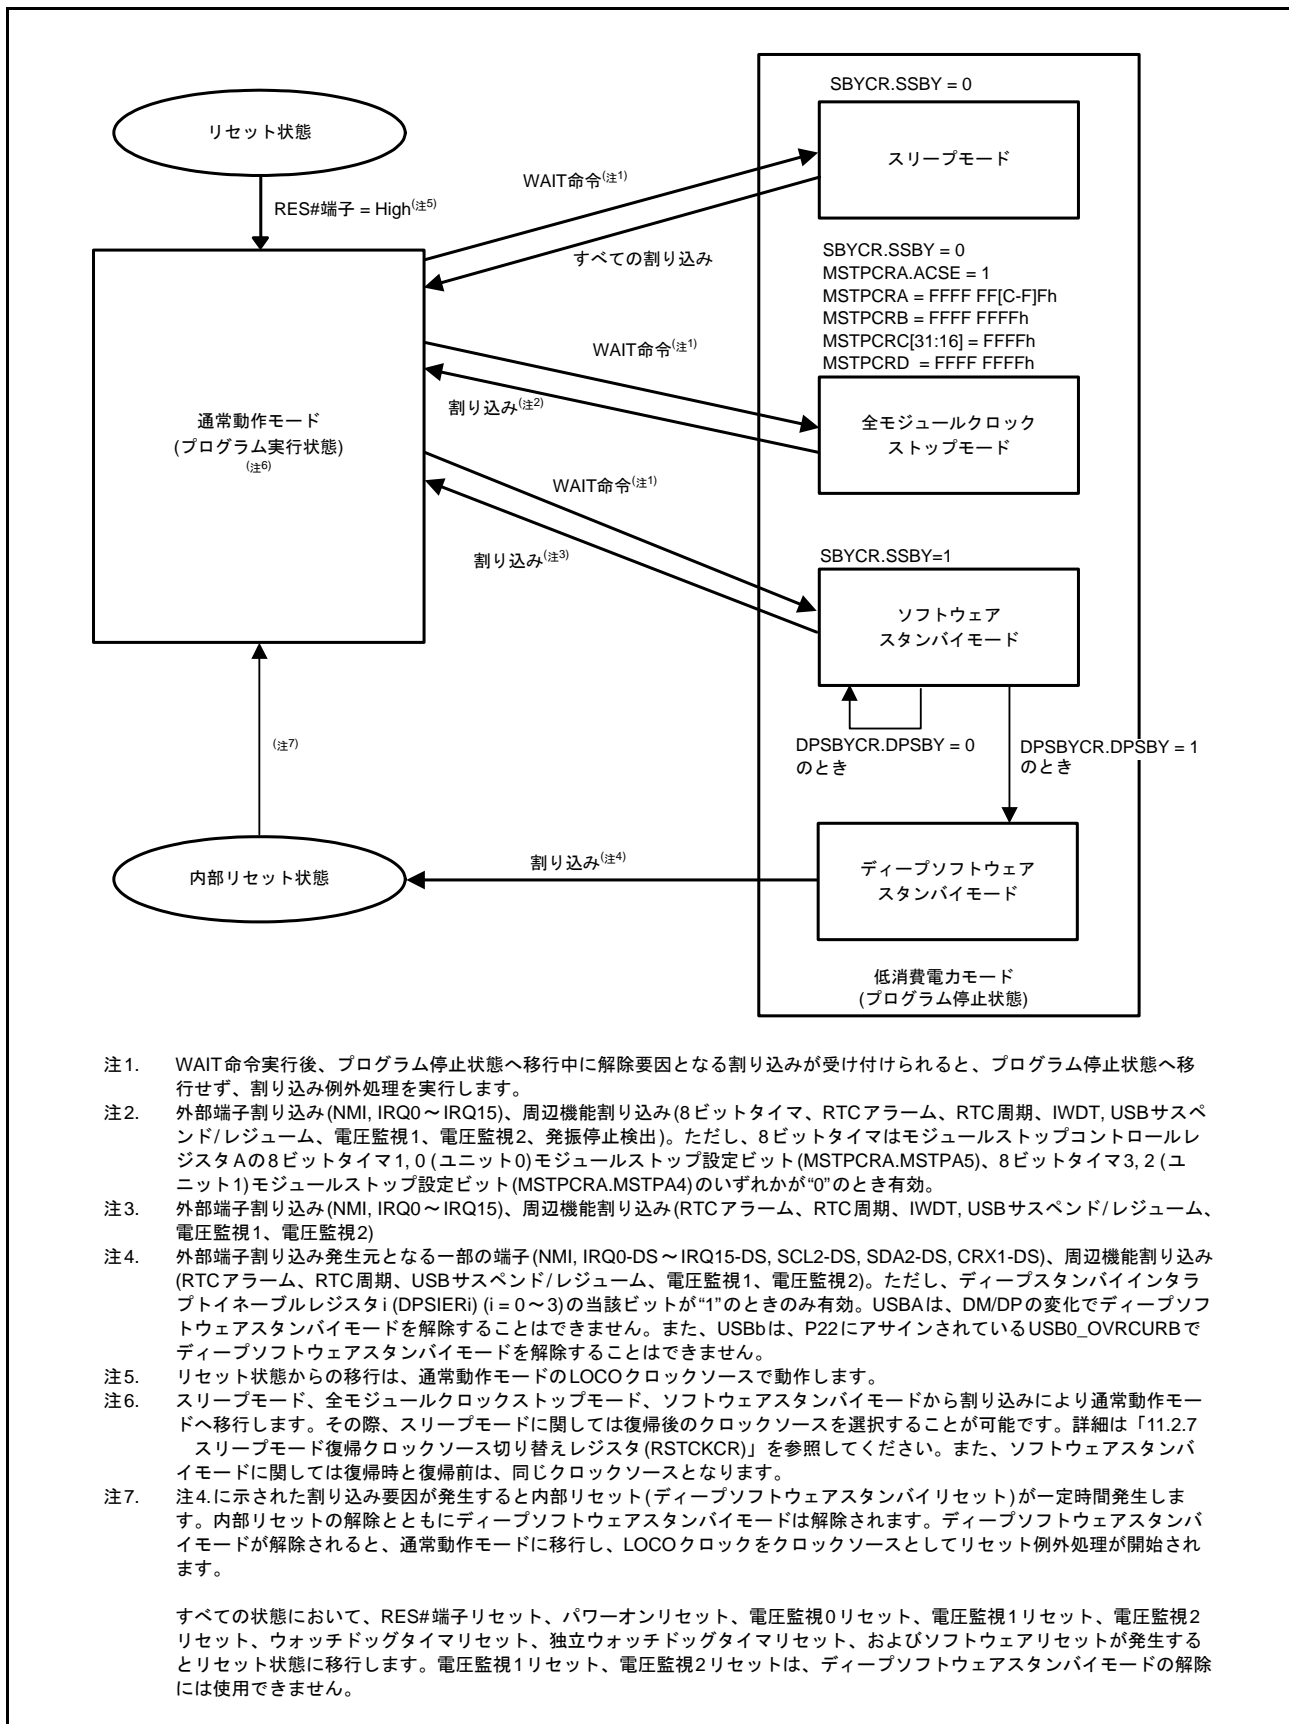 SBYCR.SSBY = 0
リセット状態
スリープモード
WAIT命令(注1)
RES#端子 = High(注5)
すべての割り込み
SBYCR.SSBY = 0
MSTPCRA.ACSE = 1
MSTPCRA = FFFF FF[C-F]Fh
MSTPCRB = FFFF FFFFh
MSTPCRC[31:16] = FFFFh
MSTPCRD = FFFF FFFFh
WAIT命令(注1)
割り込み(注2)
通常動作モード
(プログラム実行状態)
(注6)
全モジュールクロック
ストップモード
WAIT命令(注1)
割り込み(注3)
SBYCR.SSBY=1
ソフトウェア
スタンバイモード
(注7)
DPSBYCR.DPSBY = 0
のとき
DPSBYCR.DPSBY = 1
のとき
割り込み(注4)
内部リセット状態
ディープソフトウェア
スタンバイモード
低消費電力モード
(プログラム停止状態)
注1. WAIT命令実行後、プログラム停止状態へ移行中に解除要因となる割り込みが受け付けられると、プログラム停止状態へ移
行せず、割り込み例外処理を実行します。
注2. 外部端子割り込み(NMI, IRQ0～IRQ15)、周辺機能割り込み(8ビットタイマ、RTCアラーム、RTC周期、IWDT, USBサスペ
ンド/レジューム、電圧監視1、電圧監視2、発振停止検出)。ただし、8ビットタイマはモジュールストップコントロールレ
ジスタAの8ビットタイマ1, 0 (ユニット0)モジュールストップ設定ビット(MSTPCRA.MSTPA5)、8ビットタイマ3, 2 (ユ
ニット1)モジュールストップ設定ビット(MSTPCRA.MSTPA4)のいずれかが“0”のとき有効。
注3. 外部端子割り込み(NMI, IRQ0～IRQ15)、周辺機能割り込み(RTCアラーム、RTC周期、IWDT, USBサスペンド/レジューム、
電圧監視1、電圧監視2)
注4. 外部端子割り込み発生元となる一部の端子(NMI, IRQ0-DS～IRQ15-DS, SCL2-DS, SDA2-DS, CRX1-DS)、周辺機能割り込み
(RTCアラーム、RTC周期、USBサスペンド/レジューム、電圧監視1、電圧監視2)。ただし、ディープスタンバイインタラ
プトイネーブルレジスタi (DPSIERi) (i = 0～3)の当該ビットが“1”のときのみ有効。USBAは、DM/DPの変化でディープソフ
トウェアスタンバイモードを解除することはできません。また、USBbは、P22にアサインされているUSB0_OVRCURBで
ディープソフトウェアスタンバイモードを解除することはできません。
注5. リセット状態からの移行は、通常動作モードのLOCOクロックソースで動作します。
注6. スリープモード、全モジュールクロックストップモード、ソフトウェアスタンバイモードから割り込みにより通常動作モー
ドへ移行します。その際、スリープモードに関しては復帰後のクロックソースを選択することが可能です。詳細は「11.2.7
スリープモード復帰クロックソース切り替えレジスタ(RSTCKCR)」を参照してください。また、ソフトウェアスタンバ
イモードに関しては復帰時と復帰前は、同じクロックソースとなります。
注7. 注4.に示された割り込み要因が発生すると内部リセット(ディープソフトウェアスタンバイリセット)が一定時間発生しま
す。内部リセットの解除とともにディープソフトウェアスタンバイモードは解除されます。ディープソフトウェアスタンバ
イモードが解除されると、通常動作モードに移行し、LOCOクロックをクロックソースとしてリセット例外処理が開始され
ます。
すべての状態において、RES#端子リセット、パワーオンリセット、電圧監視0リセット、電圧監視1リセット、電圧監視2
リセット、ウォッチドッグタイマリセット、独立ウォッチドッグタイマリセット、およびソフトウェアリセットが発生する
とリセット状態に移行します。電圧監視1リセット、電圧監視2リセットは、ディープソフトウェアスタンバイモードの解除
には使用できません。